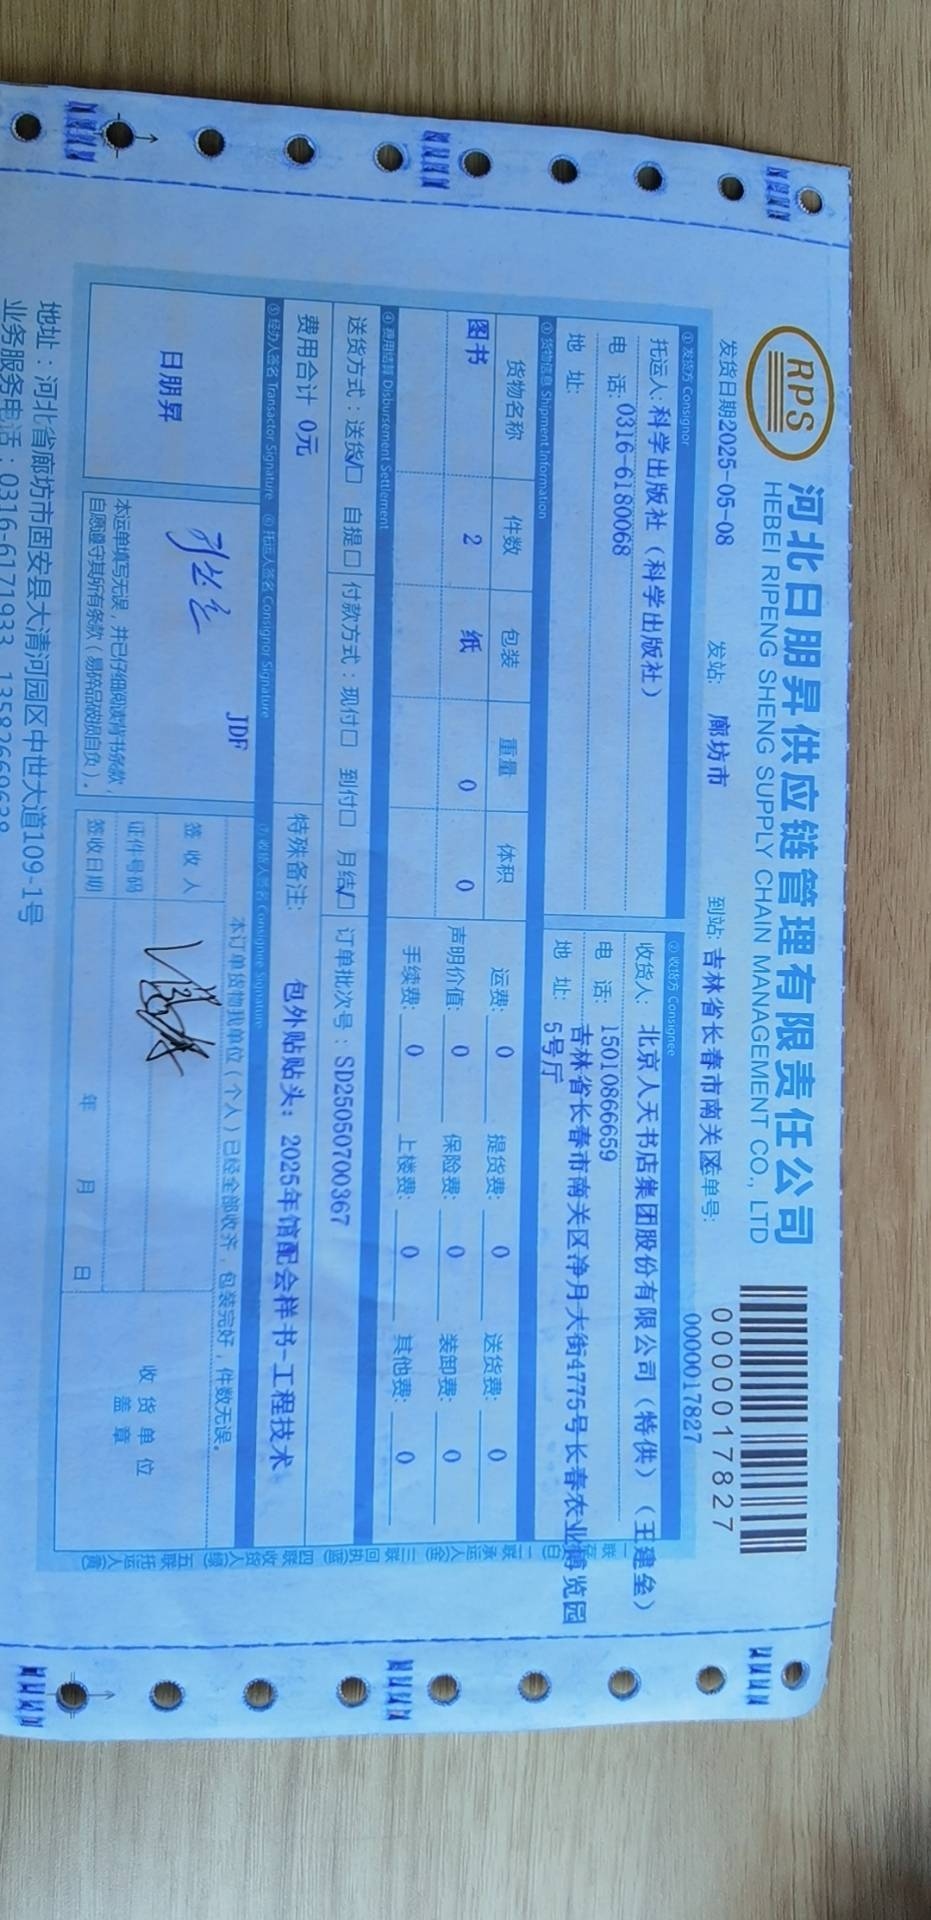 RPS
河北日朋昇供应链管理有限责任公司
HEBEI RIPENG SHENG SUPPLY CHAIN MANAGEMENT CO., LTD
0000017827
0000017827
发货日期2025-05-08 发站: 廊坊市 到站: 吉林省长春市南关区运单号:
① 发货方 Consignor
托运人: 科学出版社（科学出版社）
电 话: 0316-6180068
地 址:
② 收货方 Consignee
收货人: 北京人天书店集团股份有限公司（特供）（王建垒）
电 话: 15010866659
地 址: 吉林省长春市南关区净月大街4775号长春农业博览园
5号厅
③ 货物信息 Shipment Information
货物名称 件数 包装 重量 体积
图书 2 纸 0 0
运费: 0 提货费: 0 送货费: 0
声明价值: 0 保险费: 0 装卸费: 0
手续费: 0 上楼费: 0 其他费: 0
④ 费用结算 Disbursement Settlement
送货方式：送货☑ 自提□ 付款方式：现付□ 到付□ 月结☑ 订单批次号：SD25050700367
费用合计 0元 特殊备注: 包外贴贴头: 2025年馆配会样书-工程技术
⑤ 经办人签名 Transactor Signature ⑥ 托运人签名 Consignor Signature ⑦ 收货人签名 Consignee Signature
日朋昇
JDF
本运单填写无误，并已仔细阅读背书条款，
自愿遵守其所有条款（易碎品破损自负）。
本订单货物我单位（个人）已经全部收齐，包装完好，件数无误。
签 收 人
证件号码
签收日期 年 月 日
收 货 单 位
盖 章
地址：河北省廊坊市固安县大清河园区中世大道109-1号
业务服务电话：0316-6171933 13582669638